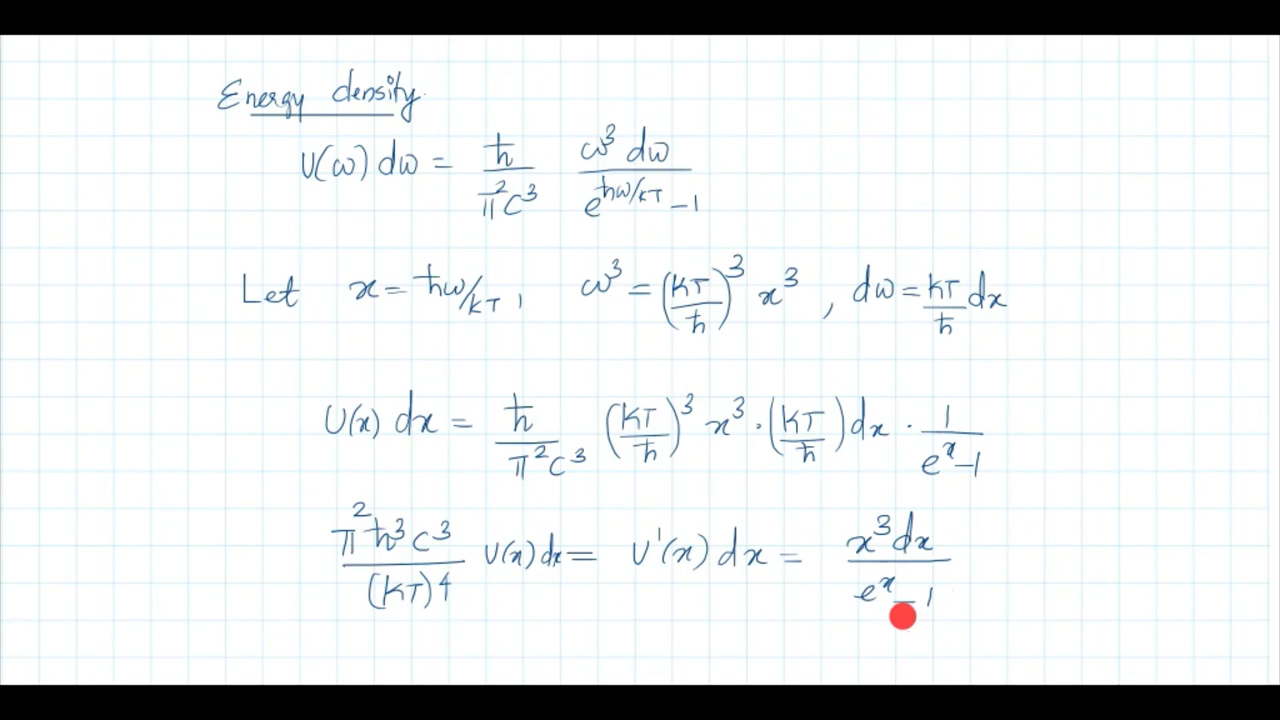 Energy density
U(ω) dω = ħ/π²c³ ω³ dω/e^(ħω/kT) - 1
Let x = ħω/kT, ω³ = (kT/ħ)³ x³, dω = kT/ħ dx
U(x) dx = ħ/π²c³ (kT/ħ)³ x³ · (kT/ħ) dx · 1/e^x - 1
π²ħ³c³/(kT)⁴ U(x) dx = U'(x) dx = x³ dx/e^x - 1